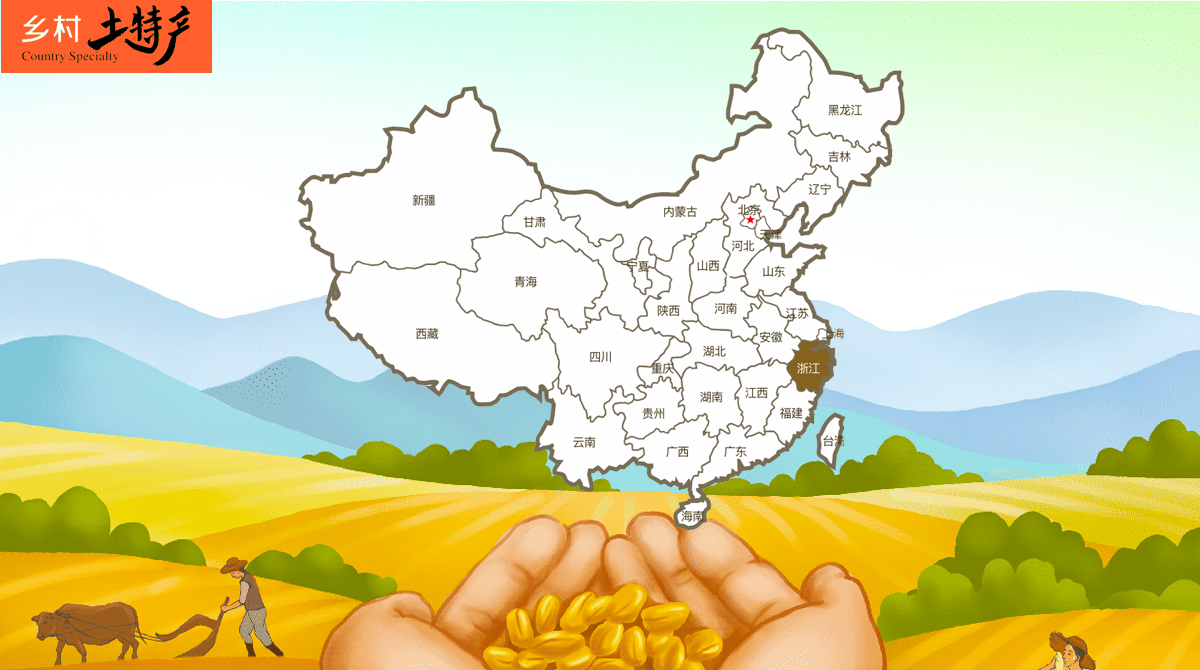 乡村 土特产
Country Specialty
黑龙江
吉林
辽宁
新疆
内蒙古
北京
甘肃
天津
河北
宁夏
山西
山东
青海
陕西
河南
江苏
西藏
安徽
上海
四川
湖北
重庆
浙江
湖南
江西
贵州
福建
云南
广西
广东
台湾
海南